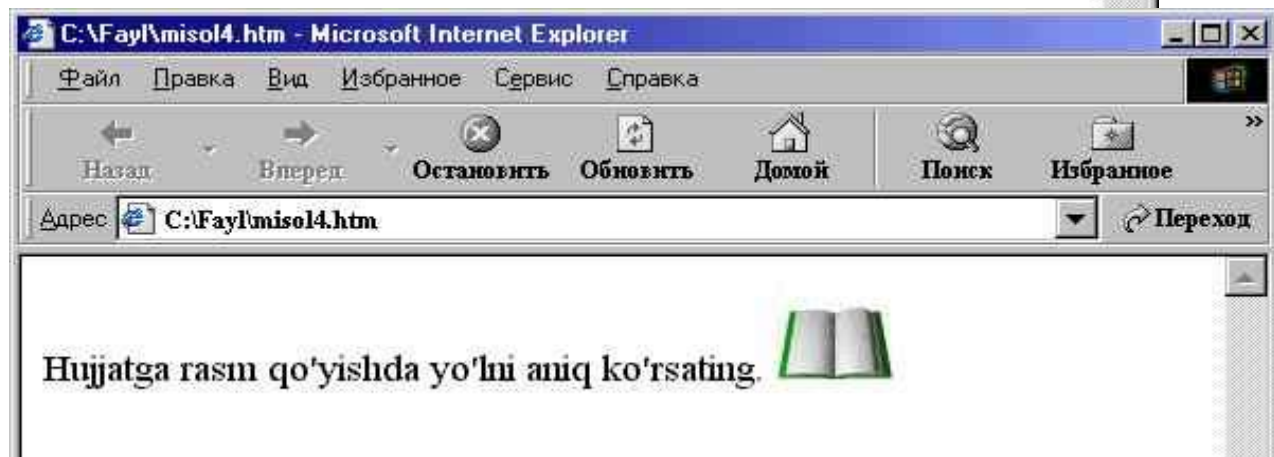 C:\Fayl\misol4.htm - Microsoft Internet Explorer
Файл Правка Вид Избранное Сервис Справка
Назад Вперед Остановить Обновить Домой Поиск Избранное »
Адрес C:\Fayl\misol4.htm Переход
Hujjatga rasm qo'yishda yo'lni aniq ko'rsating.